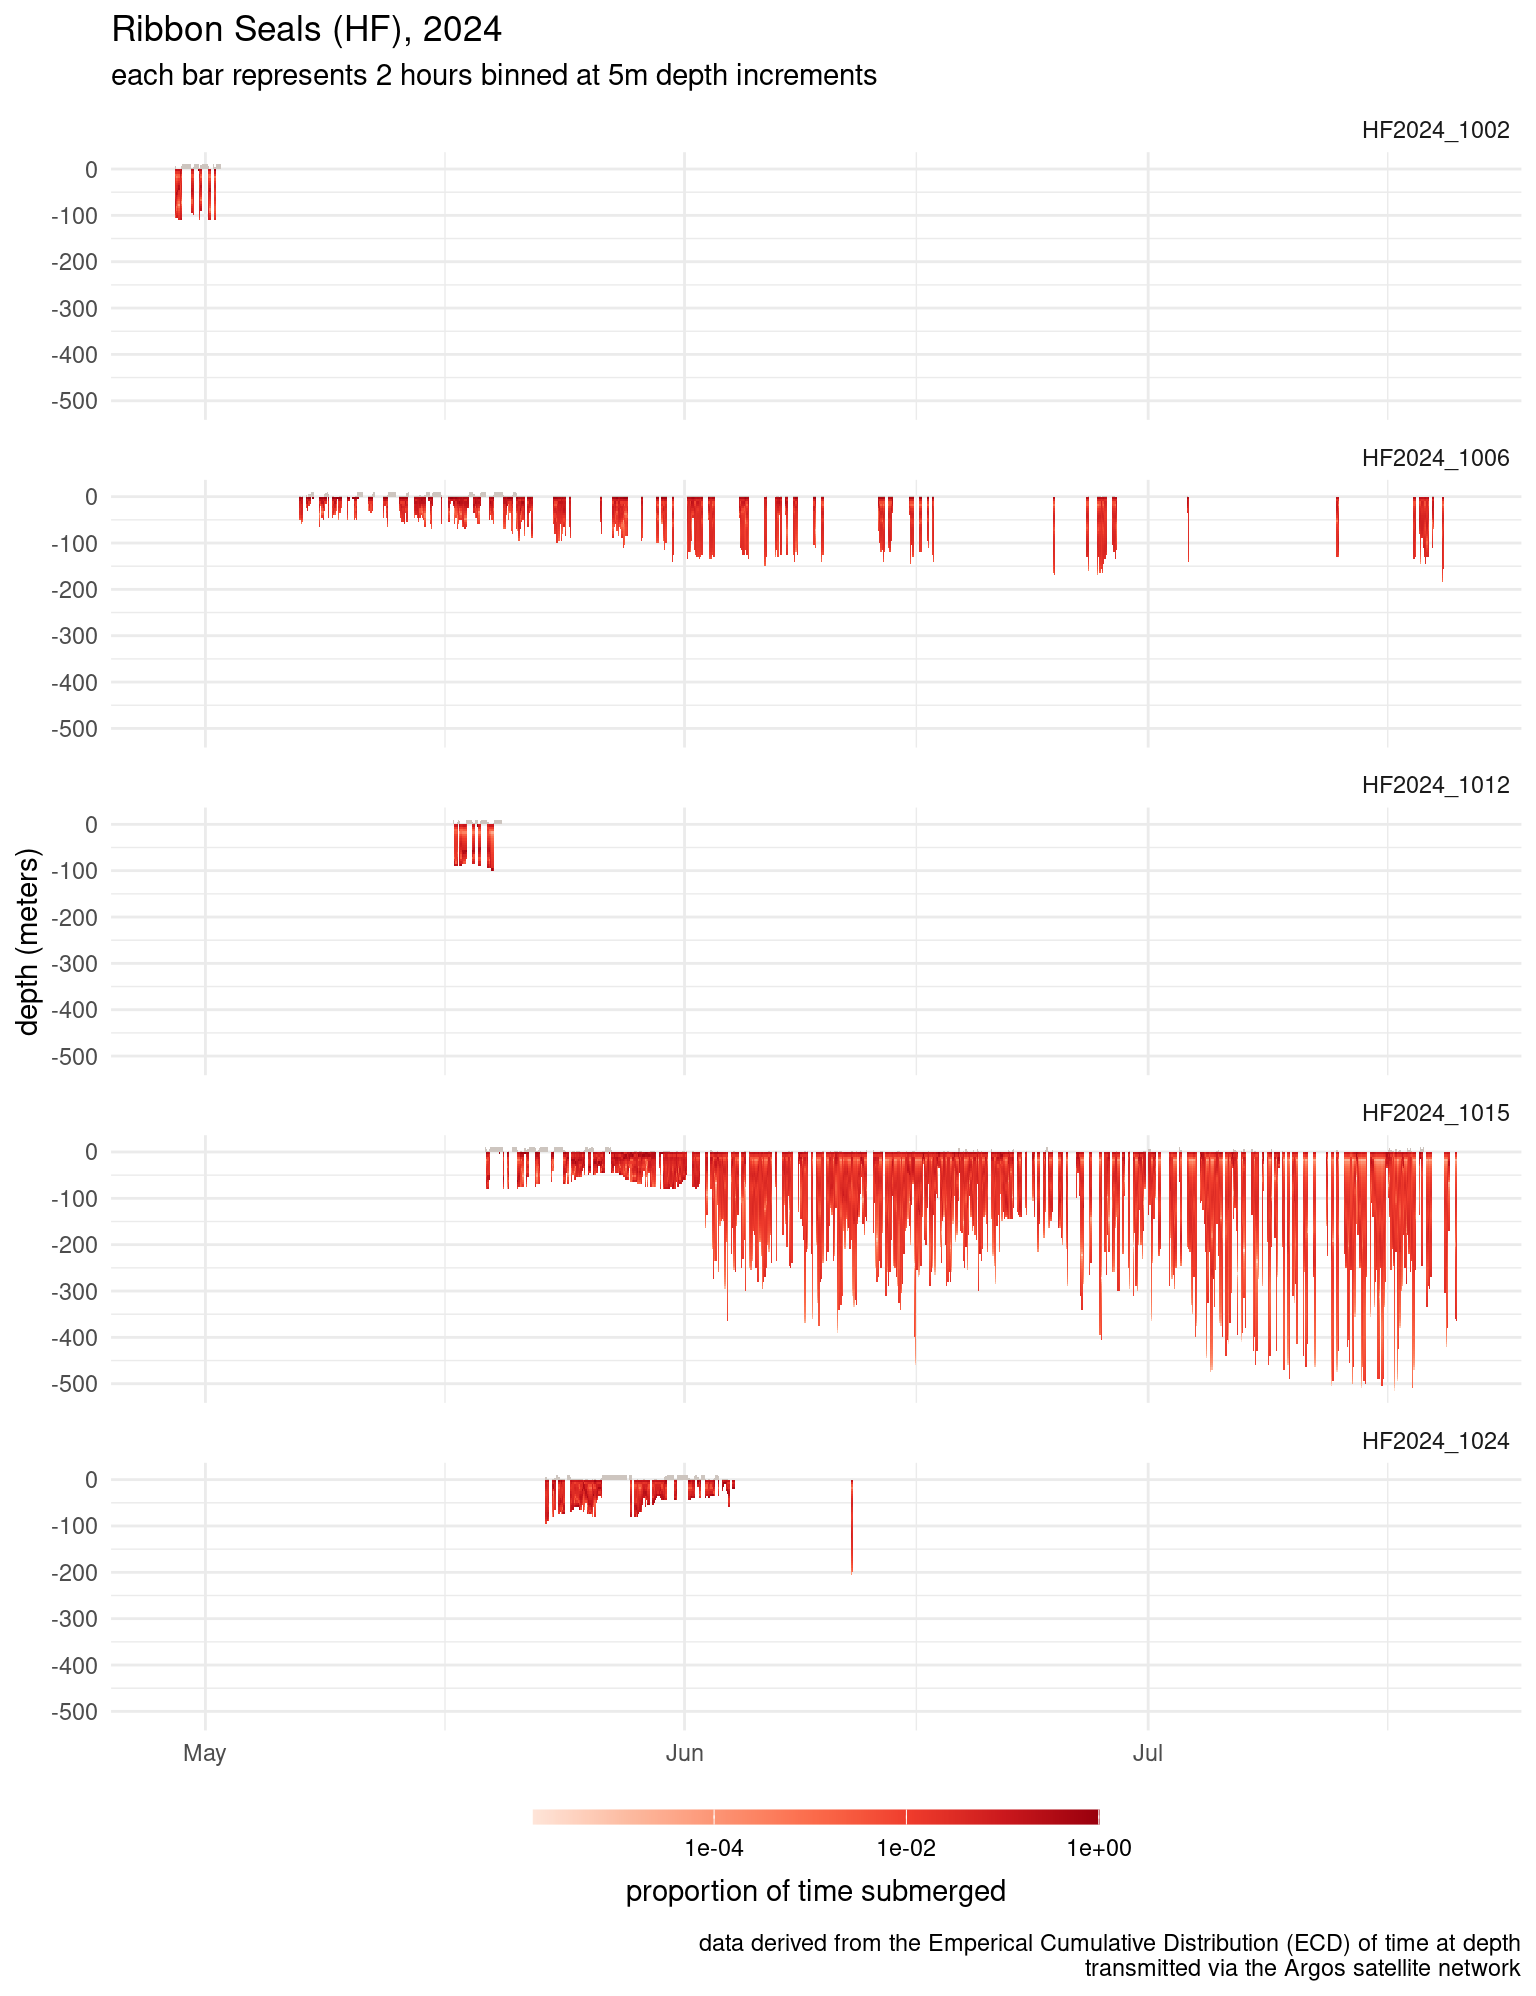 Ribbon Seals (HF), 2024
each bar represents 2 hours binned at 5m depth increments
HF2024_1002
0
-100
-200
-300
-400
-500
HF2024_1006
0
-100
-200
-300
-400
-500
HF2024_1012
0
-100
-200
-300
-400
-500
depth (meters)
HF2024_1015
0
-100
-200
-300
-400
-500
HF2024_1024
0
-100
-200
-300
-400
-500
May Jun Jul
1e-04 1e-02 1e+00
proportion of time submerged
data derived from the Emperical Cumulative Distribution (ECD) of time at depth
transmitted via the Argos satellite network